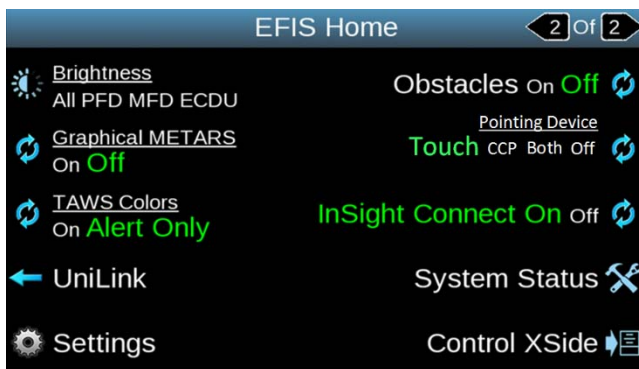 EFIS Home
2 Of 2
Brightness
All PFD MFD ECDU
Obstacles On Off
Graphical METARS
On Off
Pointing Device
Touch CCP Both Off
TAWS Colors
On Alert Only
InSight Connect On Off
UniLink
System Status
Settings
Control XSide